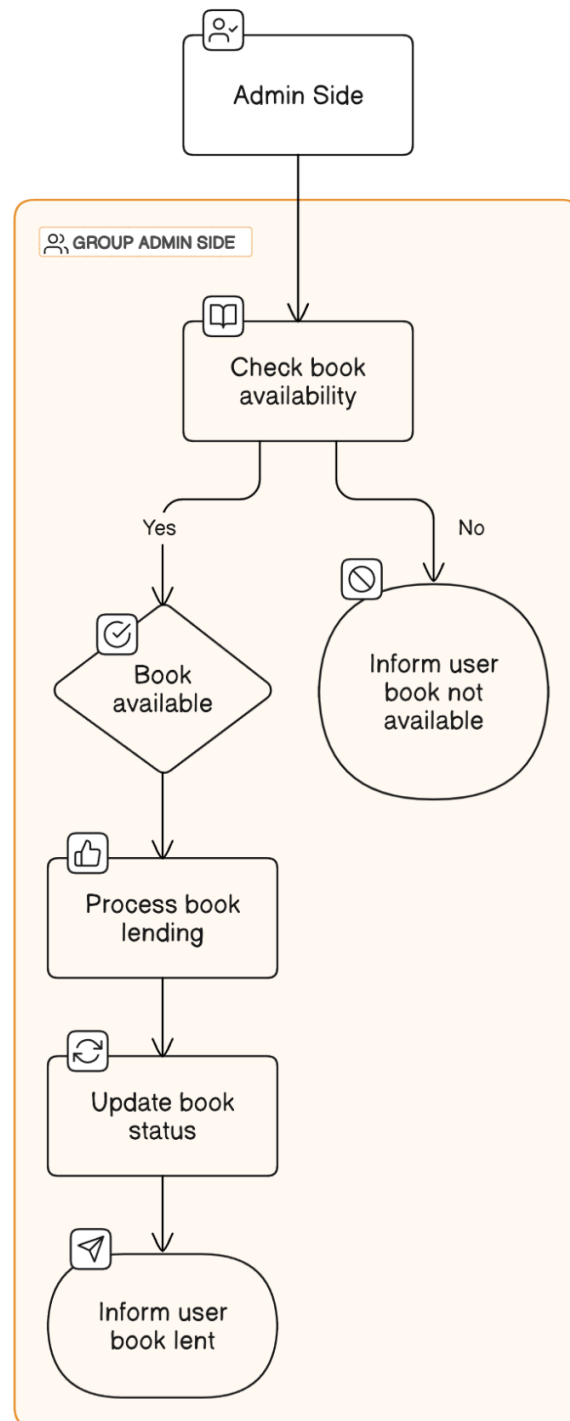 Admin Side
GROUP ADMIN SIDE
Check book
availability
Yes
No
Book
available
Inform user
book not
available
Process book
lending
Update book
status
Inform user
book lent